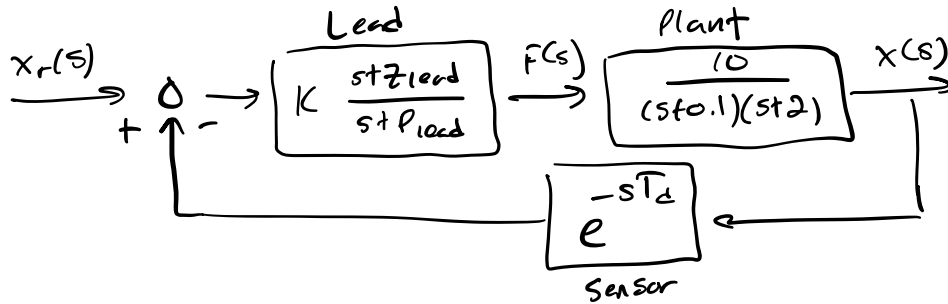 Lead
Plant
Xr(s)
K s+Zlead / s+Plead
F(s)
10 / (s+0.1)(s+2)
X(s)
+ -
e^-sTd
Sensor